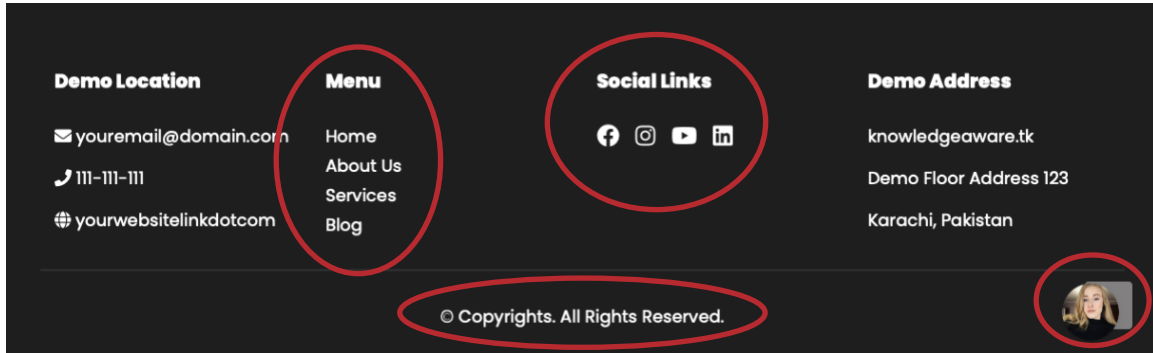 Demo Location
youremail@domain.com
111-111-111
yourwebsitelinkdotcom
Menu
Home
About Us
Services
Blog
Social Links
Demo Address
knowledgeaware.tk
Demo Floor Address 123
Karachi, Pakistan
© Copyrights. All Rights Reserved.